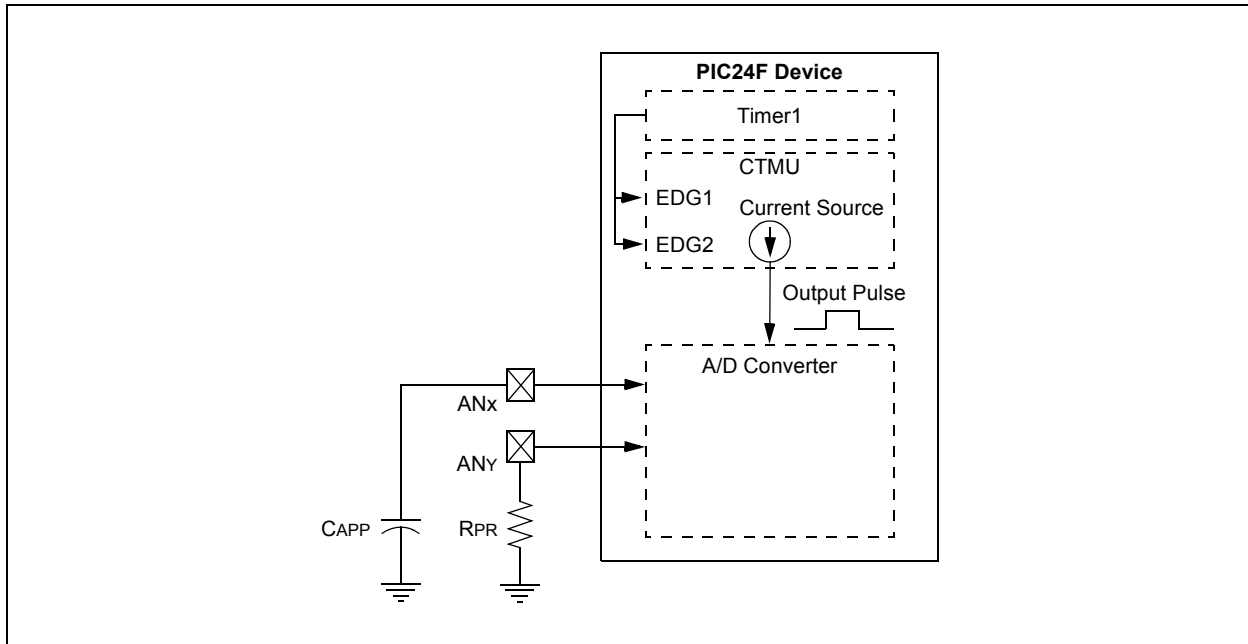 PIC24F Device
Timer1
CTMU
EDG1
Current Source
EDG2
Output Pulse
A/D Converter
ANX
ANY
CAPP
RPR